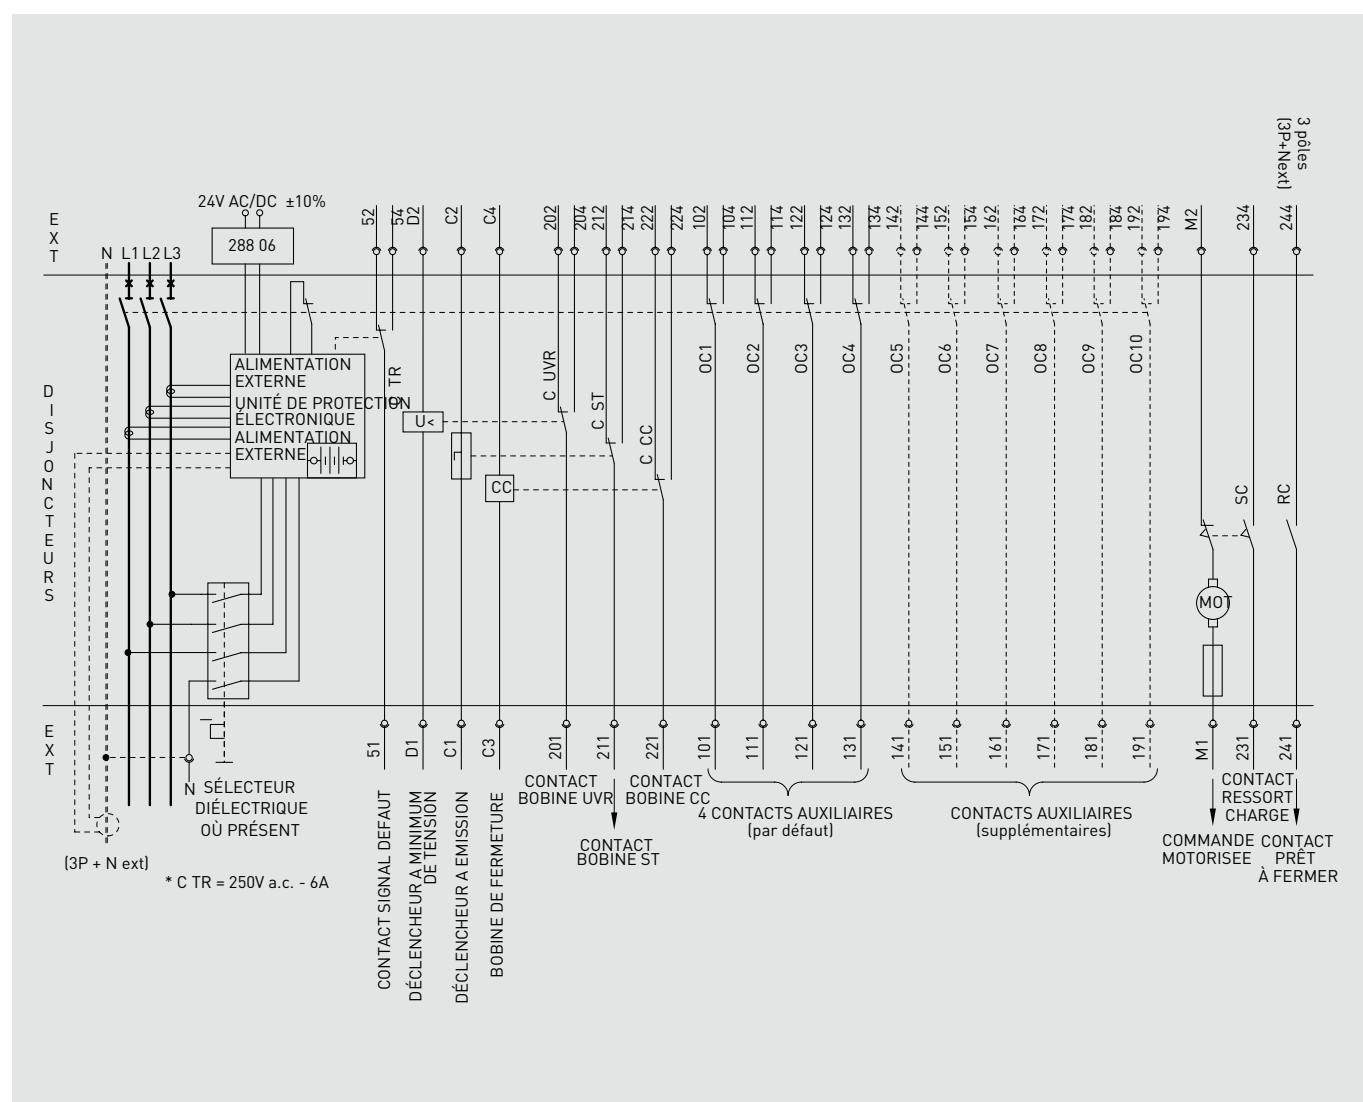 3 pôles
(3P+Next)
24V AC/DC ±10%
288 06
EXT
N L1 L2 L3
52
54
D2
C2
C4
202
204
212
214
222
224
102
104
112
114
122
124
132
134
142
144
152
154
162
164
172
174
182
184
192
194
M2
234
244
ALIMENTATION
EXTERNE
UNITÉ DE PROTECTION
ÉLECTRONIQUE
ALIMENTATION
EXTERNE
C TR
U<
CC
C UVR
C ST
C CC
OC1
OC2
OC3
OC4
OC5
OC6
OC7
OC8
OC9
OC10
SC
RC
MOT
DISJONCTEURS
EXT
51
D1
C1
C3
201
211
221
101
111
121
131
141
151
161
171
181
191
M1
231
241
N
SÉLECTEUR
DIÉLECTRIQUE
OÙ PRÉSENT
(3P + N ext)
* C TR = 250V a.c. - 6A
CONTACT SIGNAL DEFAUT
DÉCLENCHEUR A MINIMUM
DE TENSION
DÉCLENCHEUR A EMISSION
BOBINE DE FERMETURE
CONTACT
BOBINE UVR
CONTACT
BOBINE ST
CONTACT
BOBINE CC
4 CONTACTS AUXILIAIRES
(par défaut)
CONTACTS AUXILIAIRES
(supplémentaires)
COMMANDE
MOTORISEE
CONTACT
RESSORT
CHARGE
CONTACT
PRÊT
À FERMER